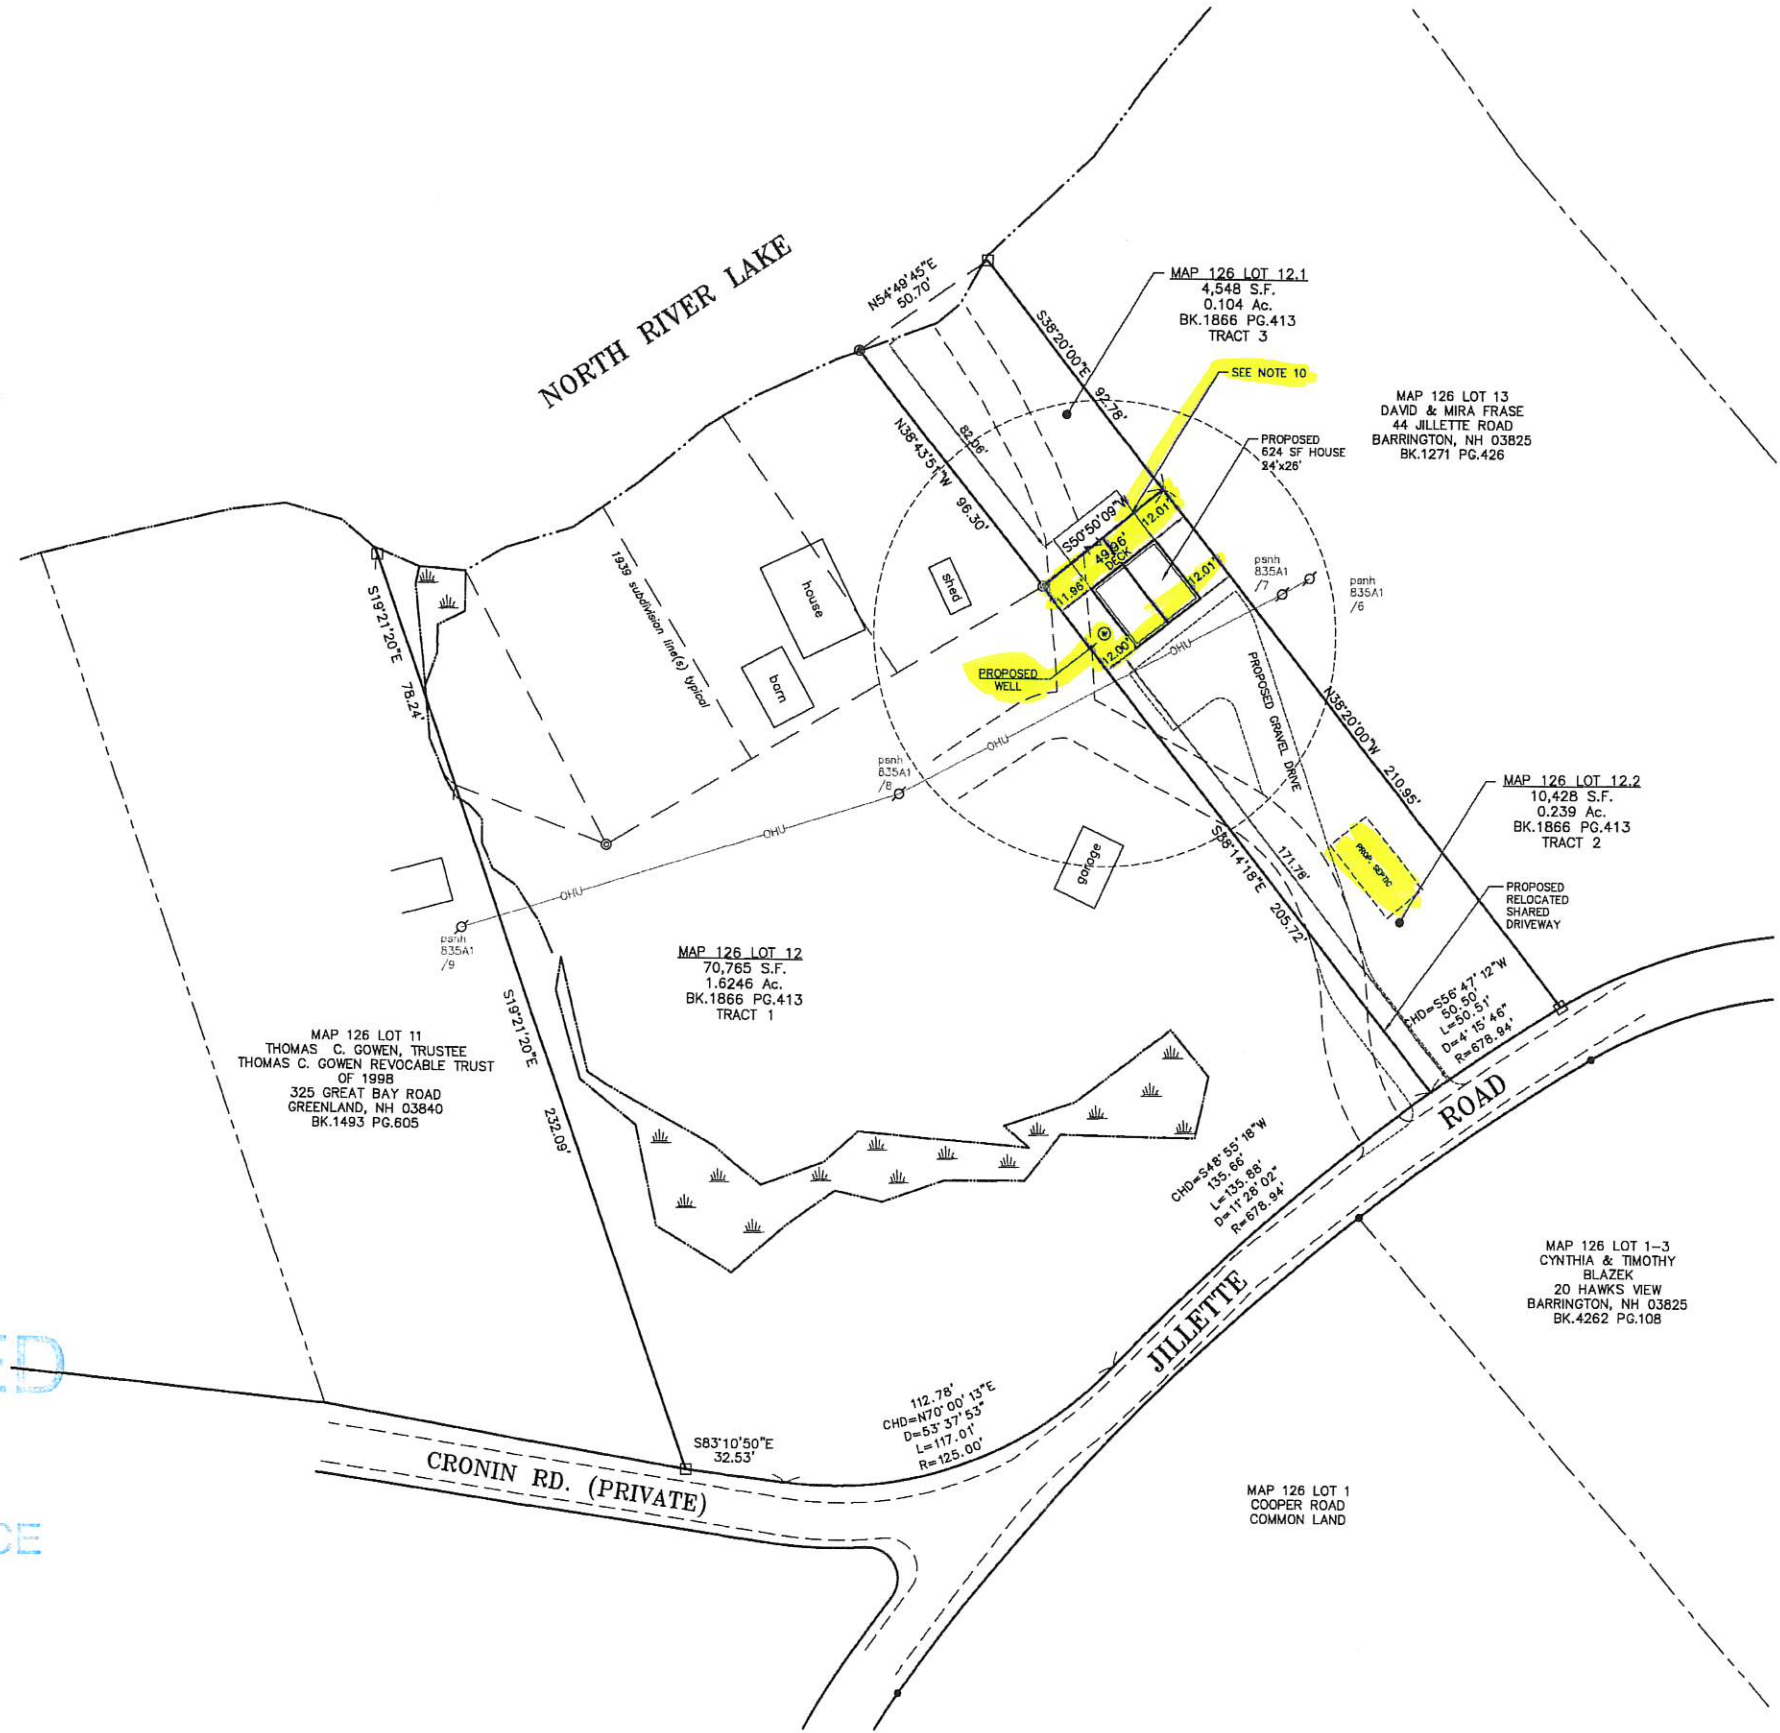 NORTH RIVER LAKE
N54°49'45"E
50.70'
MAP 126 LOT 12.1
4,548 S.F.
0.104 Ac.
BK.1866 PG.413
TRACT 3
S38°20'00"E 92.78'
SEE NOTE 10
MAP 126 LOT 13
DAVID & MIRA FRASE
44 JILLETTE ROAD
BARRINGTON, NH 03825
BK.1271 PG.426
PROPOSED
624 SF HOUSE
24'x26'
N38°43'51"W 96.30'
82.06'
S50°50'09"W
49.96'
DECK
12.01'
12.01'
11.96'
12.00'
PROPOSED
WELL
psnh
835A1
/7
psnh
835A1
/6
1939 subdivision line(s) typical
house
shed
barn
S19°21'20"E 78.24'
OHU
OHU
OHU
OHU
psnh
835A1
/8
PROPOSED GRAVEL DRIVE
N38°20'00"W 210.95'
MAP 126 LOT 12.2
10,428 S.F.
0.239 Ac.
BK.1866 PG.413
TRACT 2
PROP. SEPTIC
garage
S38°14'18"E 205.72'
171.78'
PROPOSED
RELOCATED
SHARED
DRIVEWAY
psnh
835A1
/9
MAP 126 LOT 12
70,765 S.F.
1.6246 Ac.
BK.1866 PG.413
TRACT 1
CHD=S56°47'12"W
50.50'
L=50.51'
D=4°15'46"
R=678.94'
MAP 126 LOT 11
THOMAS C. GOWEN, TRUSTEE
THOMAS C. GOWEN REVOCABLE TRUST
OF 1998
325 GREAT BAY ROAD
GREENLAND, NH 03840
BK.1493 PG.605
S19°21'20"E 232.09'
CHD=S48°55'18"W
135.66'
L=135.88'
D=11°28'02"
R=678.94'
JILLETTE ROAD
MAP 126 LOT 1-3
CYNTHIA & TIMOTHY
BLAZEK
20 HAWKS VIEW
BARRINGTON, NH 03825
BK.4262 PG.108
ED
112.78'
CHD=N70°00'13"E
D=53°37'53"
L=117.01'
R=125.00'
S83°10'50"E
32.53'
CRONIN RD. (PRIVATE)
MAP 126 LOT 1
COOPER ROAD
COMMON LAND
CE